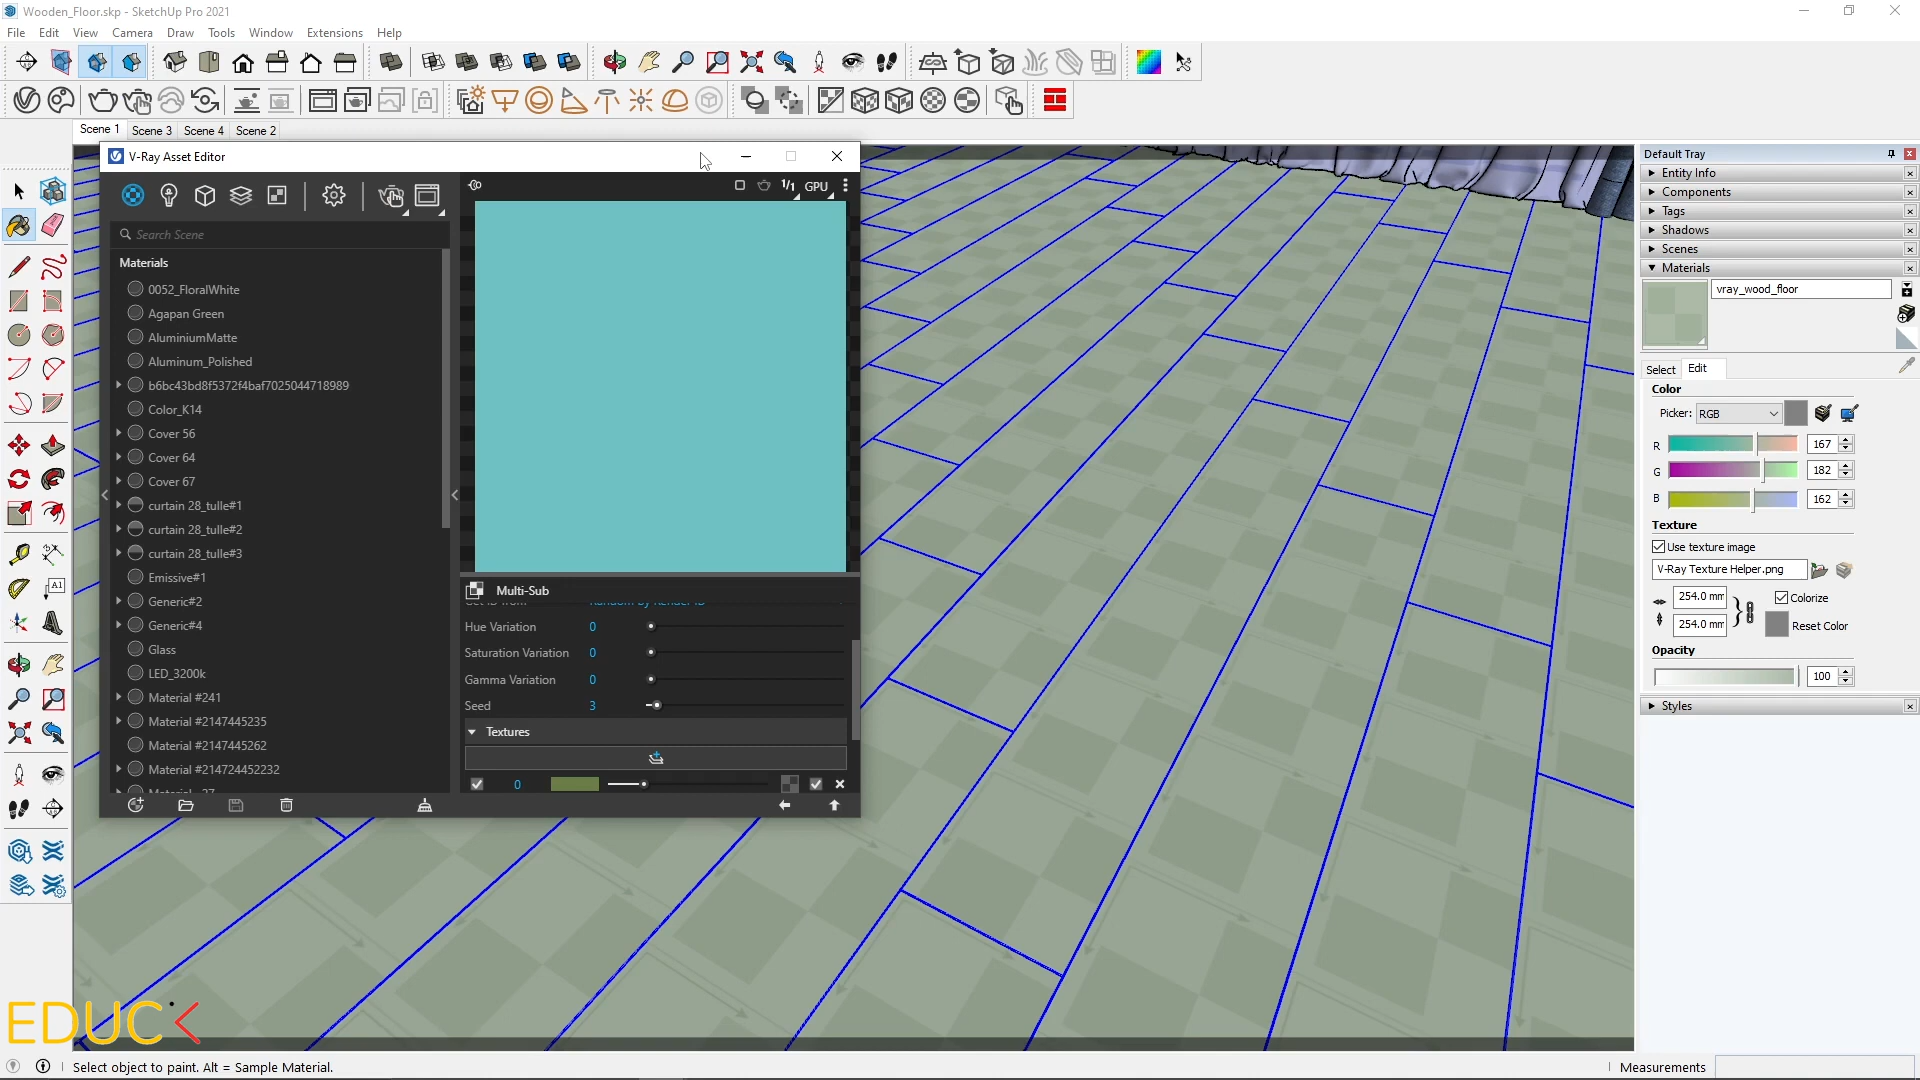 Wooden_Floor.skp - SketchUp Pro 2021
File Edit View Camera Draw Tools Window Extensions Help
Scene 1 Scene 3 Scene 4 Scene 2
V-Ray Asset Editor
1/1 GPU
Search Scene
Materials
0052_FloralWhite
Agapan Green
AluminiumMatte
Aluminum_Polished
b6bc43bd8f5372f4baf7025044718989
Color_K14
Cover 56
Cover 64
Cover 67
curtain 28_tulle#1
curtain 28_tulle#2
curtain 28_tulle#3
Emissive#1
Generic#2
Generic#4
Glass
LED_3200k
Material #241
Material #2147445235
Material #2147445262
Material #214724452232
Multi-Sub
Hue Variation 0
Saturation Variation 0
Gamma Variation 0
Seed 3
Textures
0
Default Tray
Entity Info
Components
Tags
Shadows
Scenes
Materials
vray_wood_floor
Select Edit
Color
Picker: RGB
R 167
G 182
B 162
Texture
Use texture image
V-Ray Texture Helper.png
254.0 mm
Colorize
254.0 mm
Reset Color
Opacity
100
Styles
A1
EDUC
Select object to paint. Alt = Sample Material.
Measurements